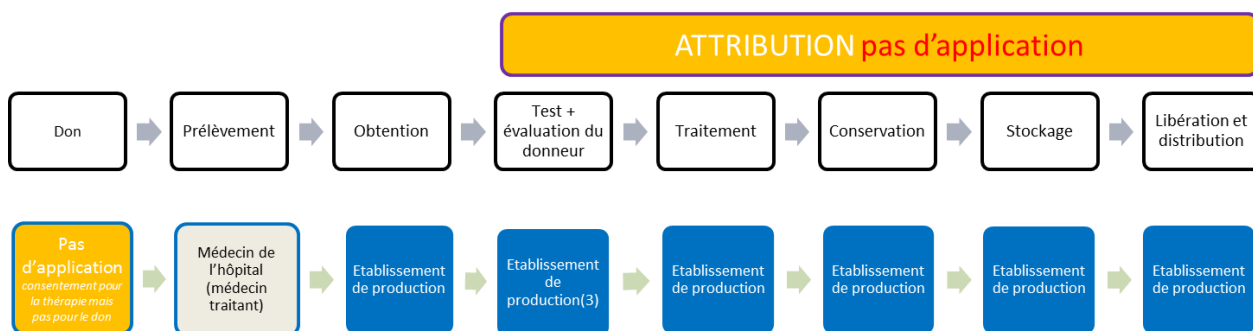 ATTRIBUTION pas d’application
Don
Prélèvement
Obtention
Test +
évaluation du
donneur
Traitement
Conservation
Stockage
Libération et
distribution
Pas
d’application
consentement pour
la thérapie mais
pas pour le don
Médecin de
l’hôpital
(médecin
traitant)
Etablissement
de production
Etablissement
de
production(3)
Etablissement
de production
Etablissement
de production
Etablissement
de production
Etablissement
de production